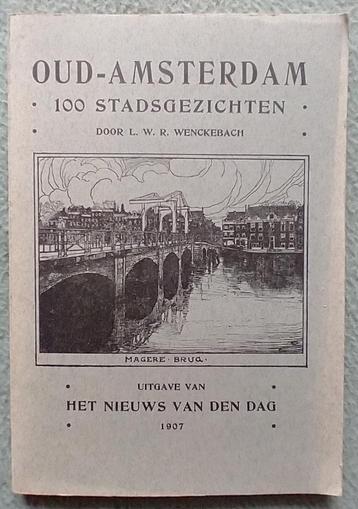 OUD-AMSTERDAM
· 100 STADSGEZICHTEN ·
· DOOR L. W. R. WENCKEBACH ·
MAGERE · BRUG ·
· UITGAVE VAN ·
HET NIEUWS VAN DEN DAG
· 1907 ·